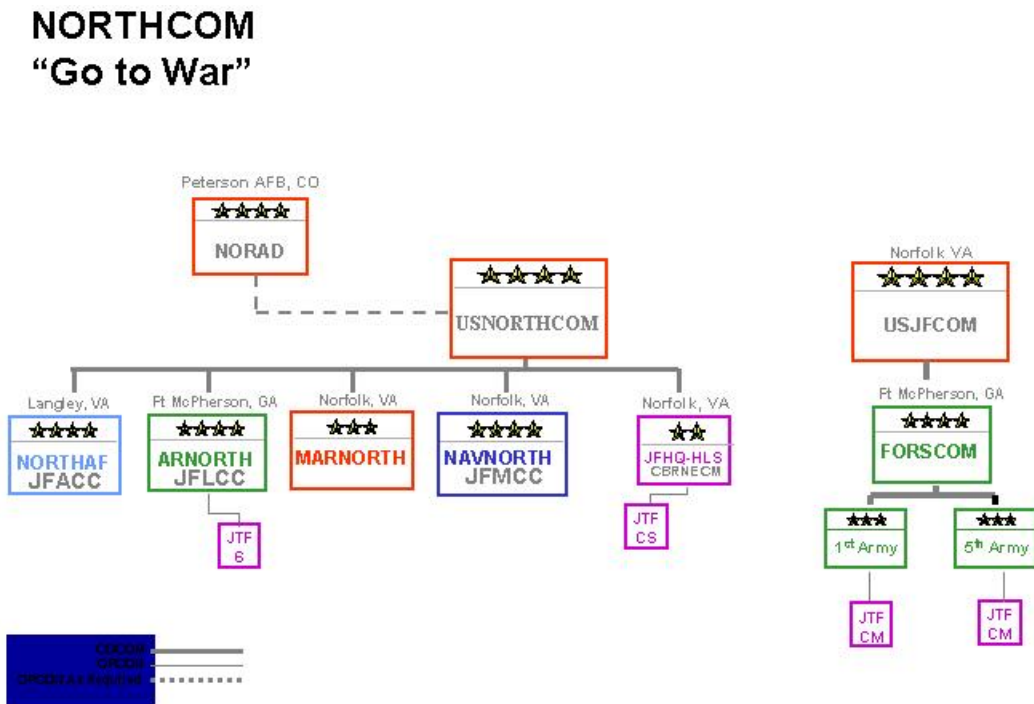 NORTHCOM
“Go to War”
Peterson AFB, CO
NORAD
USNORTHCOM
Norfolk VA
USJFCOM
Langley, VA
NORTHAF
JFACC
Ft McPherson, GA
ARNORTH
JFLCC
JTF
6
Norfolk, VA
MARNORTH
Norfolk, VA
NAVNORTH
JFMCC
Norfolk, VA
JFHQ-HLS
CBRNECM
JTF
CS
Ft McPherson, GA
FORSCOM
1st Army
5th Army
JTF
CM
JTF
CM
COCOM
OPCON